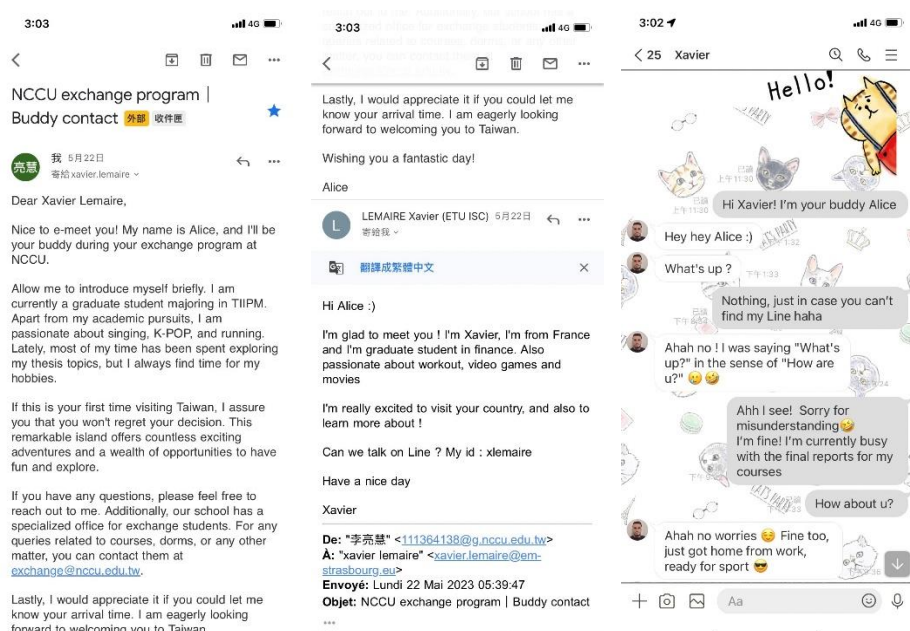 3:03
4G
NCCU exchange program｜
Buddy contact 外部 收件匣
亮慧
我 5月22日
寄給 xavier.lemaire
Dear Xavier Lemaire,
Nice to e-meet you! My name is Alice, and I'll be
your buddy during your exchange program at
NCCU.
Allow me to introduce myself briefly. I am
currently a graduate student majoring in TIIPM.
Apart from my academic pursuits, I am
passionate about singing, K-POP, and running.
Lately, most of my time has been spent exploring
my thesis topics, but I always find time for my
hobbies.
If this is your first time visiting Taiwan, I assure
you that you won't regret your decision. This
remarkable island offers countless exciting
adventures and a wealth of opportunities to have
fun and explore.
If you have any questions, please feel free to
reach out to me. Additionally, our school has a
specialized office for exchange students. For any
queries related to courses, dorms, or any other
matter, you can contact them at
exchange@nccu.edu.tw.
Lastly, I would appreciate it if you could let me
know your arrival time. I am eagerly looking
forward to welcoming you to Taiwan.
3:03
4G
Lastly, I would appreciate it if you could let me
know your arrival time. I am eagerly looking
forward to welcoming you to Taiwan.
Wishing you a fantastic day!
Alice
L
LEMAIRE Xavier (ETU ISC) 5月22日
寄給我
翻譯成繁體中文
Hi Alice :)
I'm glad to meet you ! I'm Xavier, I'm from France
and I'm graduate student in finance. Also
passionate about workout, video games and
movies
I'm really excited to visit your country, and also to
learn more about !
Can we talk on Line ? My id : xlemaire
Have a nice day
Xavier
De: "李亮慧" <111364138@g.nccu.edu.tw>
À: "xavier lemaire" <xavier.lemaire@em-
strasbourg.eu>
Envoyé: Lundi 22 Mai 2023 05:39:47
Objet: NCCU exchange program｜Buddy contact
3:02
4G
25 Xavier
Hello!
已讀
上午11:30
已讀
上午11:30
Hi Xavier! I'm your buddy Alice
Hey hey Alice :)
What's up ?
Nothing, just in case you can't
find my Line haha
Ahah no ! I was saying "What's
up?" in the sense of "How are
u?" 🥲🤣
Ahh I see! Sorry for
misunderstanding🤣
I'm fine! I'm currently busy
with the final reports for my
courses
How about u?
Ahah no worries ☺️ Fine too,
just got home from work,
ready for sport 😎
Aa